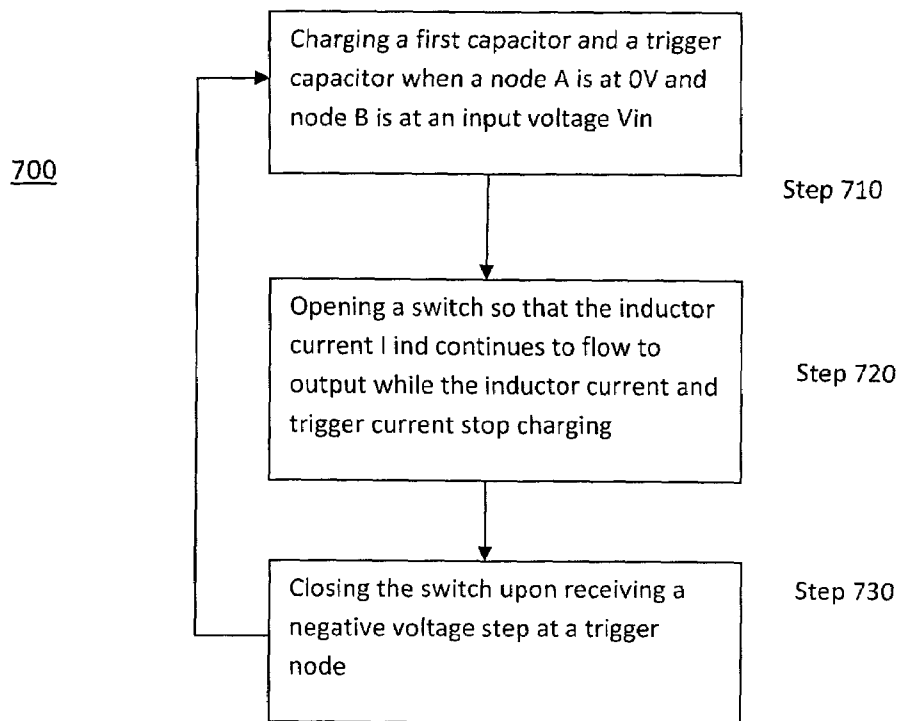 Charging a first capacitor and a trigger
capacitor when a node A is at 0V and
node B is at an input voltage Vin
700
Step 710
Opening a switch so that the inductor
current I ind continues to flow to
output while the inductor current and
trigger current stop charging
Step 720
Closing the switch upon receiving a
negative voltage step at a trigger
node
Step 730